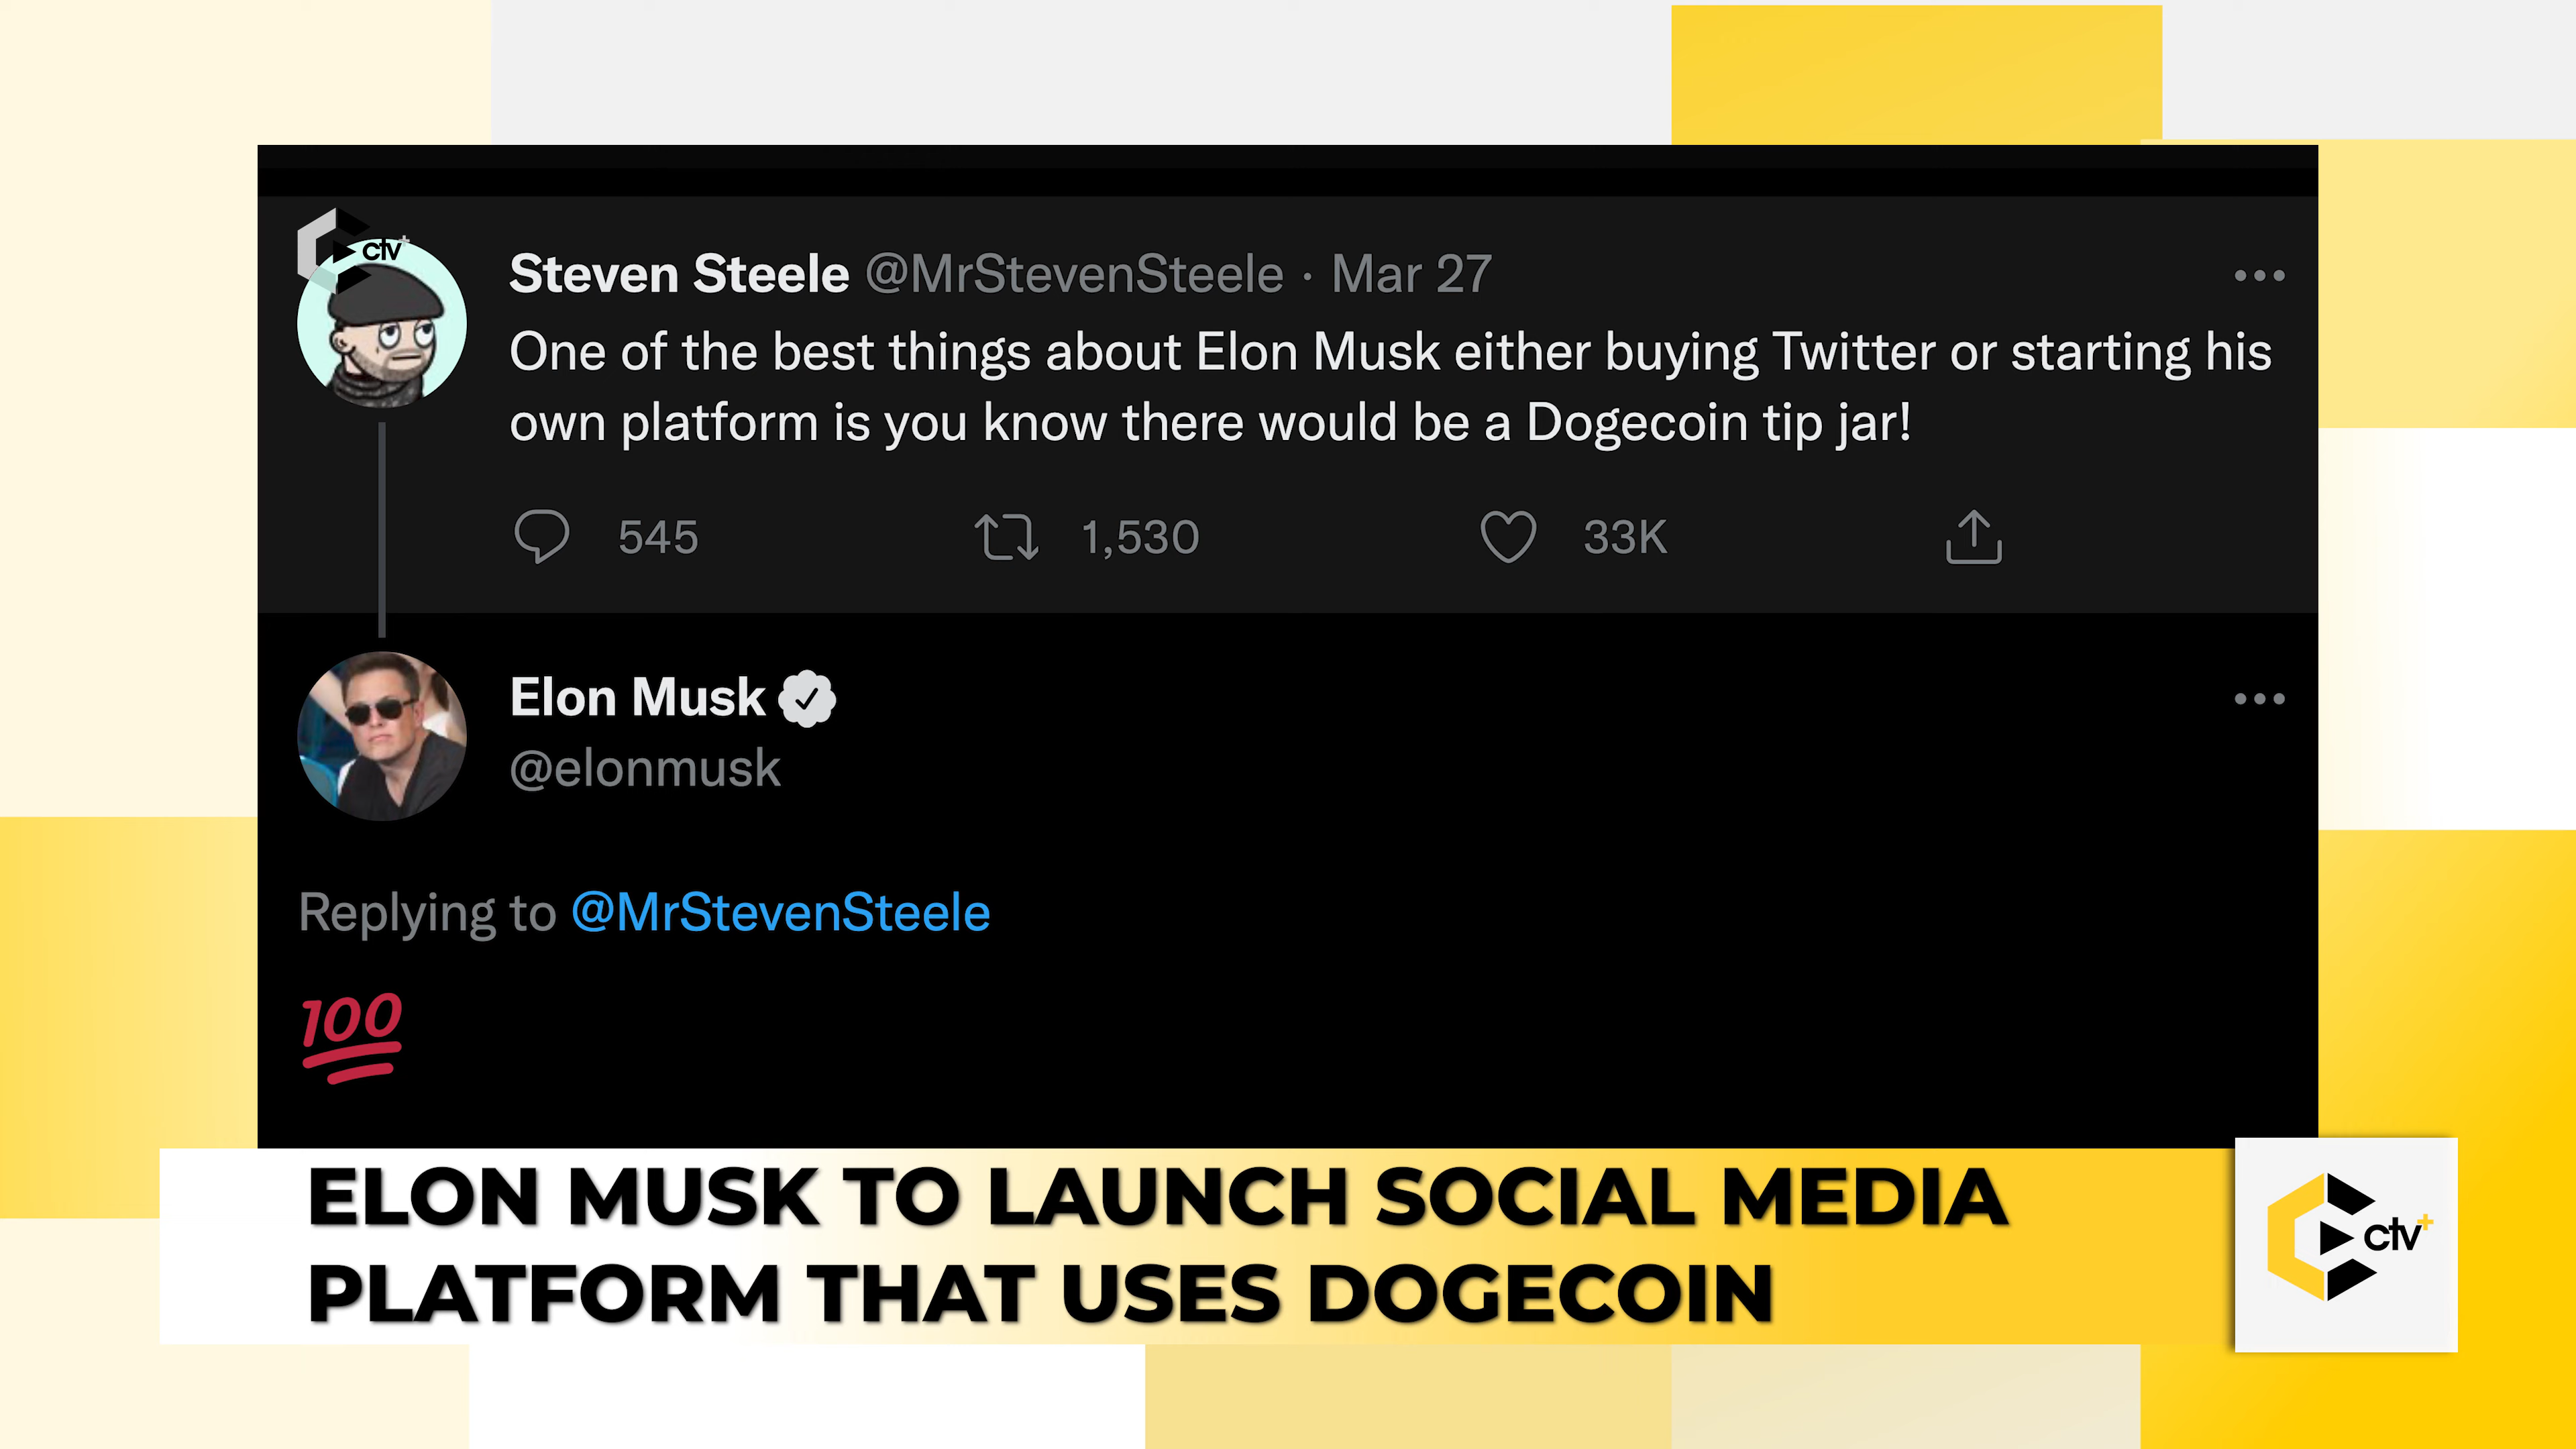 ctv+
Steven Steele @MrStevenSteele · Mar 27
One of the best things about Elon Musk either buying Twitter or starting his
own platform is you know there would be a Dogecoin tip jar!
545 1,530 33K
Elon Musk
@elonmusk
Replying to @MrStevenSteele
💯
ELON MUSK TO LAUNCH SOCIAL MEDIA
PLATFORM THAT USES DOGECOIN
ctv+